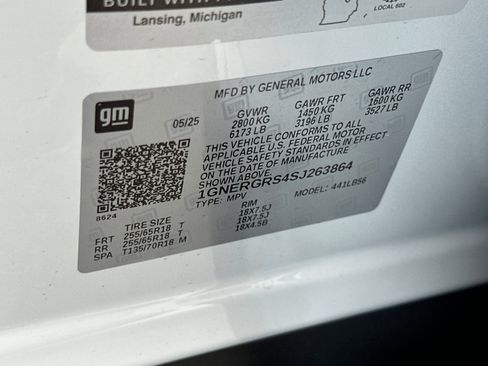 Lansing, Michigan
LOCAL 602
gm
MFD BY GENERAL MOTORS LLC
05/25
GVWR GAWR FRT GAWR RR
2800 KG 1450 KG 1600 KG
6173 LB 3196 LB 3527 LB
THIS VEHICLE CONFORMS TO ALL
APPLICABLE U.S. FEDERAL MOTOR
VEHICLE SAFETY STANDARDS IN EFFECT
ON THE DATE OF MANUFACTURE
SHOWN ABOVE.
1GNERGRS4SJ263864
TYPE: MPV MODEL: 441LB56
8624
TIRE SIZE RIM
FRT 255/65R18 T 18X7.5J
RR 255/65R18 T 18X7.5J
SPA T135/70R18 M 18X4.5B